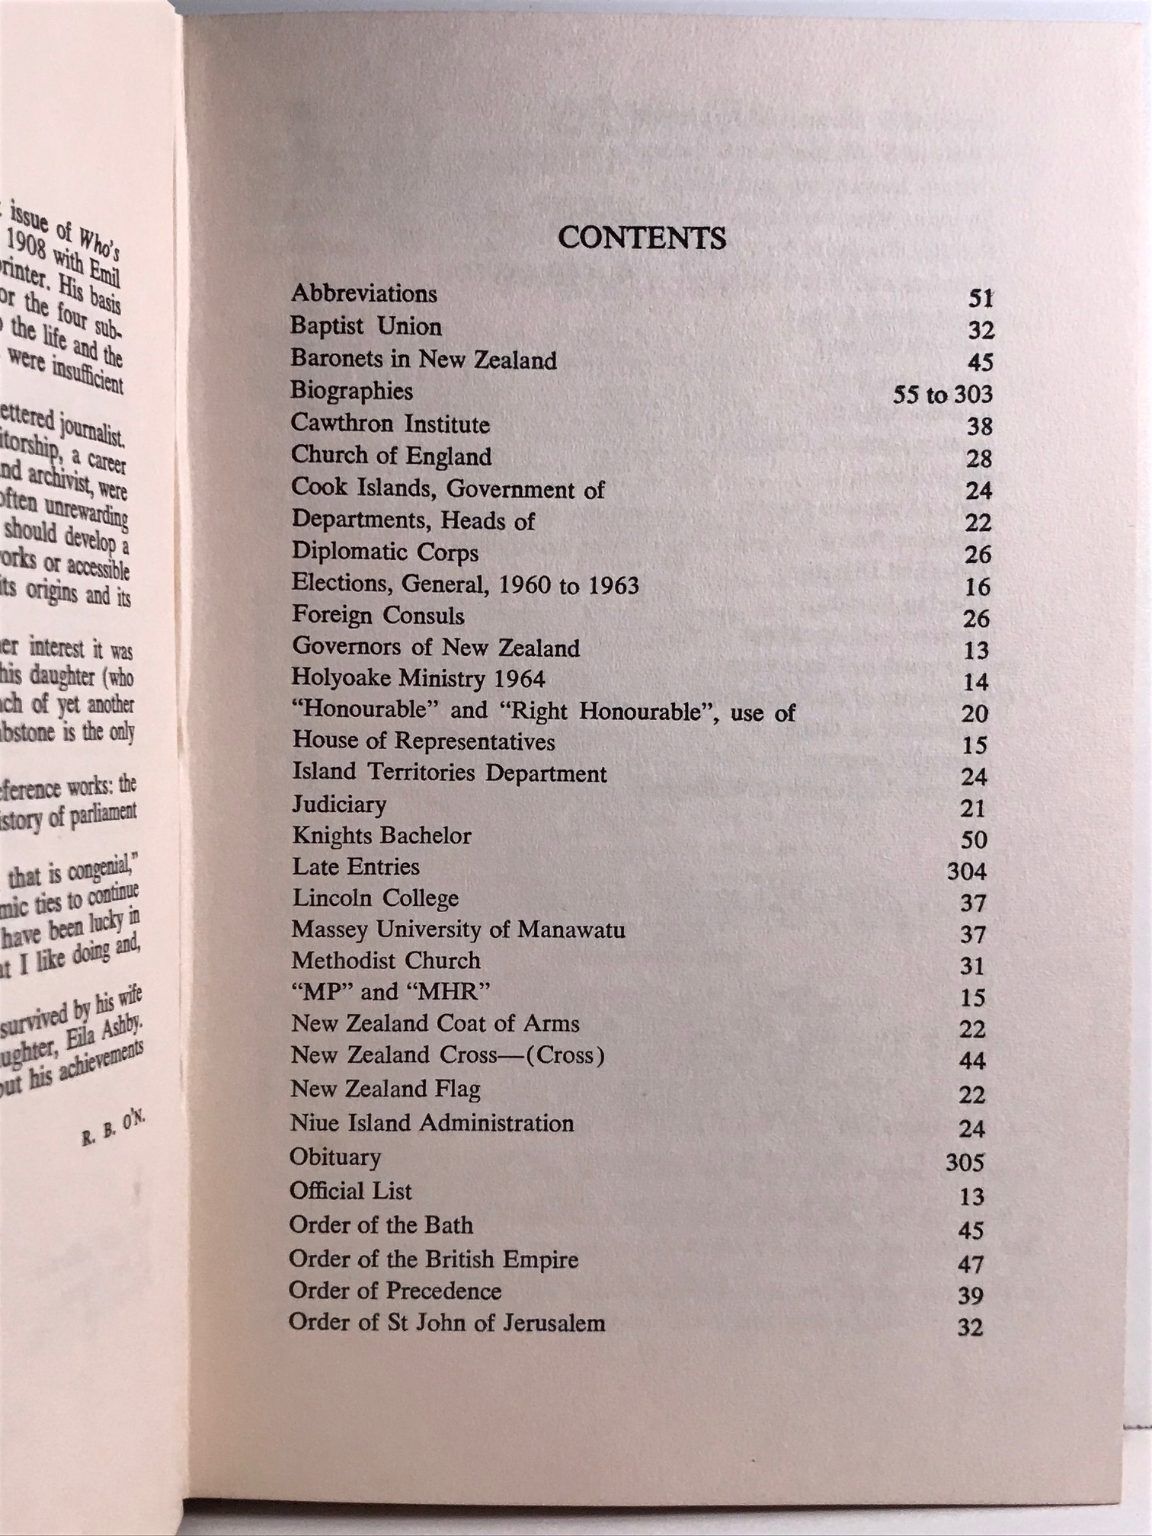 issue of Who's
1908 with Emil
rinter. His basis
or the four sub-
the life and the
were insufficient
ettered journalist.
itorship, a career
nd archivist, were
often unrewarding
should develop a
orks or accessible
its origins and its
er interest it was
his daughter (who
ch of yet another
bstone is the only
eference works: the
istory of parliament
that is congenial,”
mic ties to continue
have been lucky in
at I like doing and,
survived by his wife
ughter, Eila Ashby.
out his achievements
R. B. O'N.
CONTENTS
Abbreviations 51
Baptist Union 32
Baronets in New Zealand 45
Biographies 55 to 303
Cawthron Institute 38
Church of England 28
Cook Islands, Government of 24
Departments, Heads of 22
Diplomatic Corps 26
Elections, General, 1960 to 1963 16
Foreign Consuls 26
Governors of New Zealand 13
Holyoake Ministry 1964 14
“Honourable” and “Right Honourable”, use of 20
House of Representatives 15
Island Territories Department 24
Judiciary 21
Knights Bachelor 50
Late Entries 304
Lincoln College 37
Massey University of Manawatu 37
Methodist Church 31
“MP” and “MHR” 15
New Zealand Coat of Arms 22
New Zealand Cross—(Cross) 44
New Zealand Flag 22
Niue Island Administration 24
Obituary 305
Official List 13
Order of the Bath 45
Order of the British Empire 47
Order of Precedence 39
Order of St John of Jerusalem 32